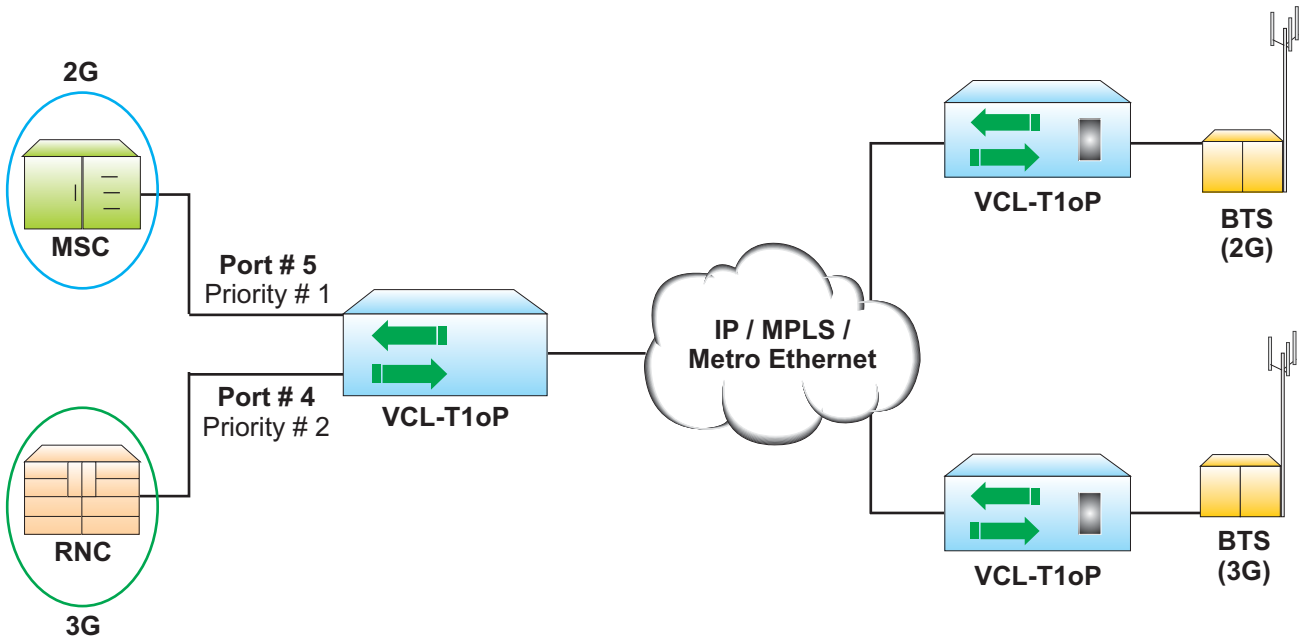 2G
MSC
Port # 5
Priority # 1
Port # 4
Priority # 2
RNC
3G
VCL-T1oP
IP / MPLS /
Metro Ethernet
VCL-T1oP
BTS
(2G)
VCL-T1oP
BTS
(3G)